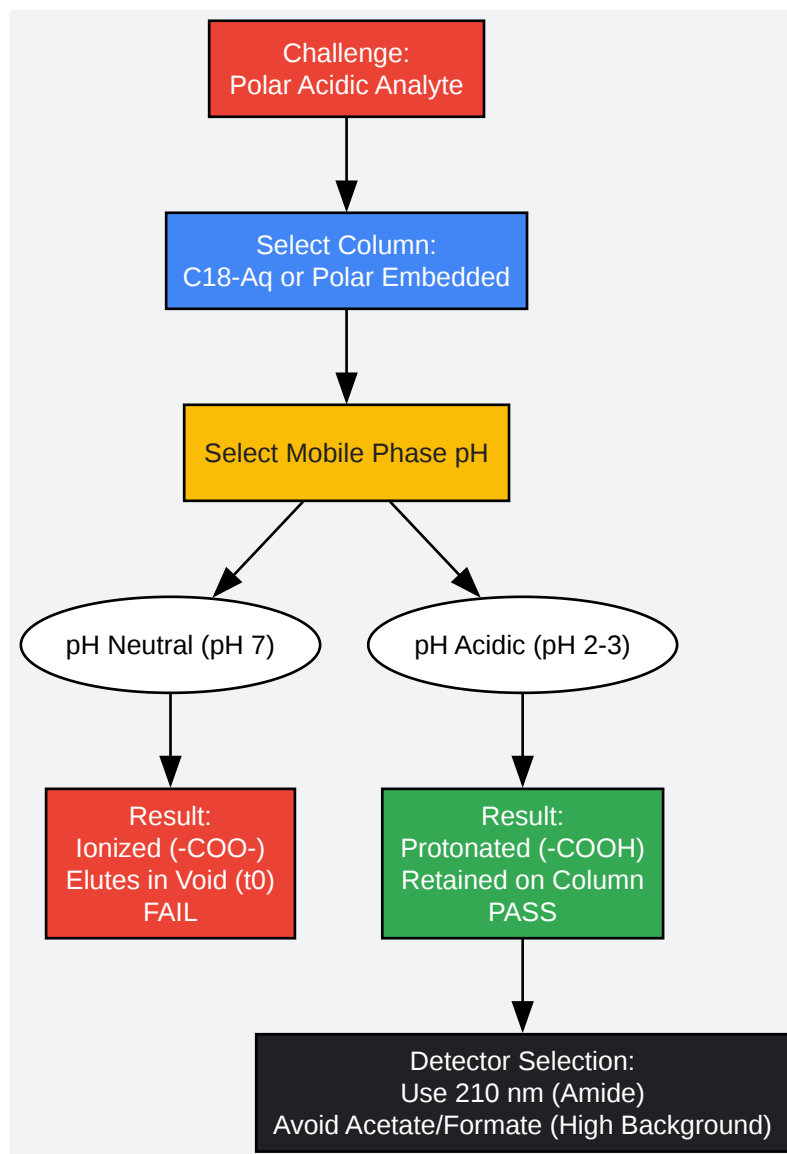 Challenge:
Polar Acidic Analyte
Select Column:
C18-Aq or Polar Embedded
Select Mobile Phase pH
pH Neutral (pH 7)
pH Acidic (pH 2-3)
Result:
Ionized (-COO-)
Elutes in Void (t0)
FAIL
Result:
Protonated (-COOH)
Retained on Column
PASS
Detector Selection:
Use 210 nm (Amide)
Avoid Acetate/Formate (High Background)